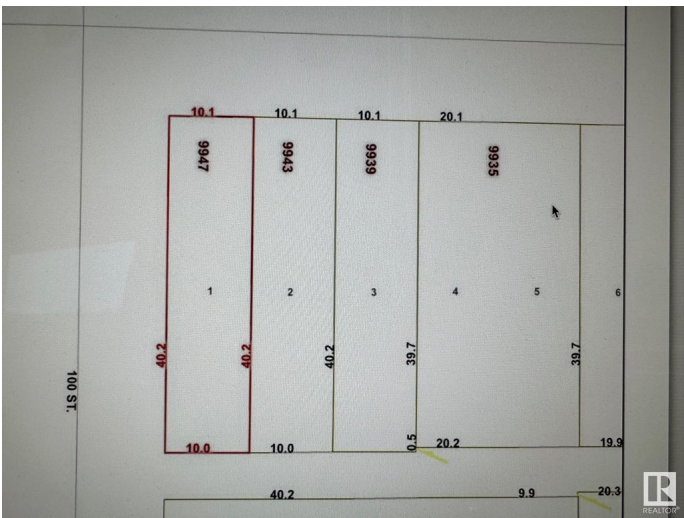 10.1 10.1 10.1 20.1
9947 9943 9939 9935
1 2 3 4 5 6
40.2 40.2 40.2 39.7 39.7
100 ST.
10.0 10.0 0.5 20.2 19.9
40.2 9.9 20.3
REALTOR®